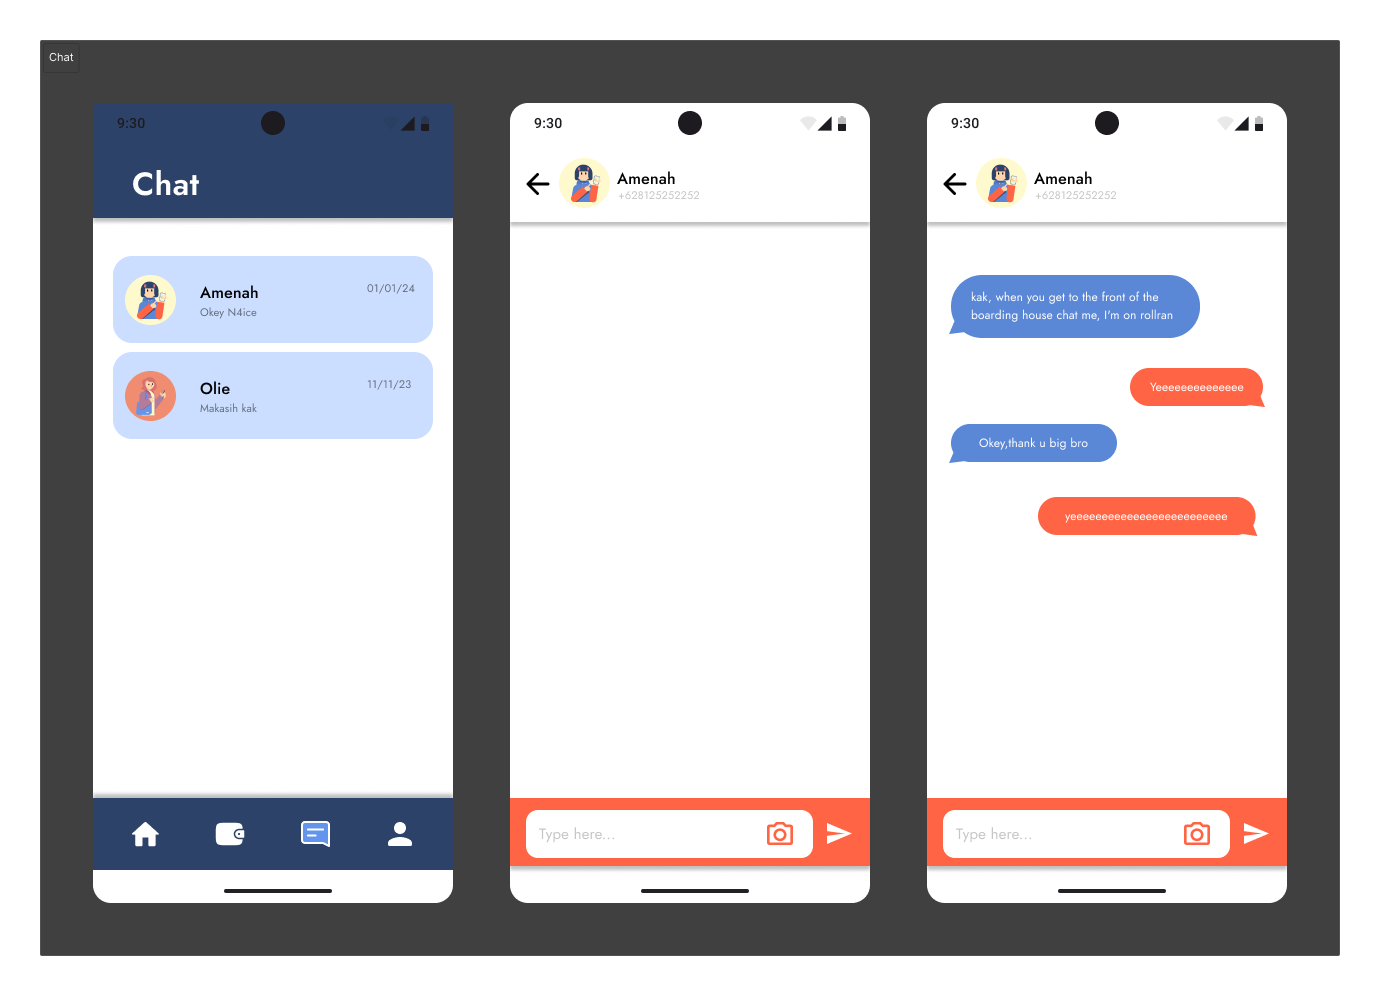 Chat
9:30
Chat
Amenah
01/01/24
Okey N4ice
Olie
11/11/23
Makasih kak
9:30
Amenah
+628125252252
Type here...
9:30
Amenah
+628125252252
kak, when you get to the front of the
boarding house chat me, I'm on rollran
Yeeeeeeeeeeeeee
Okey,thank u big bro
yeeeeeeeeeeeeeeeeeeeeeeeee
Type here...